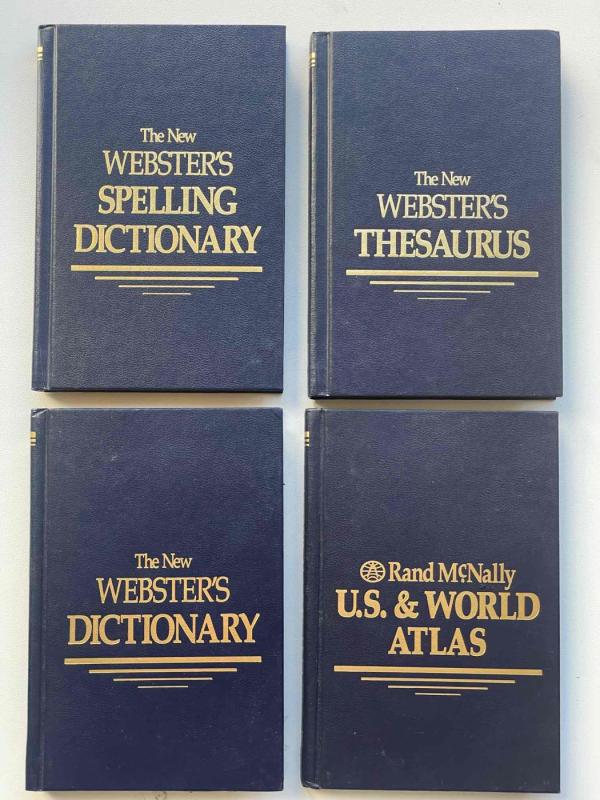 The New
WEBSTER'S
SPELLING
DICTIONARY
The New
WEBSTER'S
THESAURUS
The New
WEBSTER'S
DICTIONARY
Rand McNally
U.S. & WORLD
ATLAS